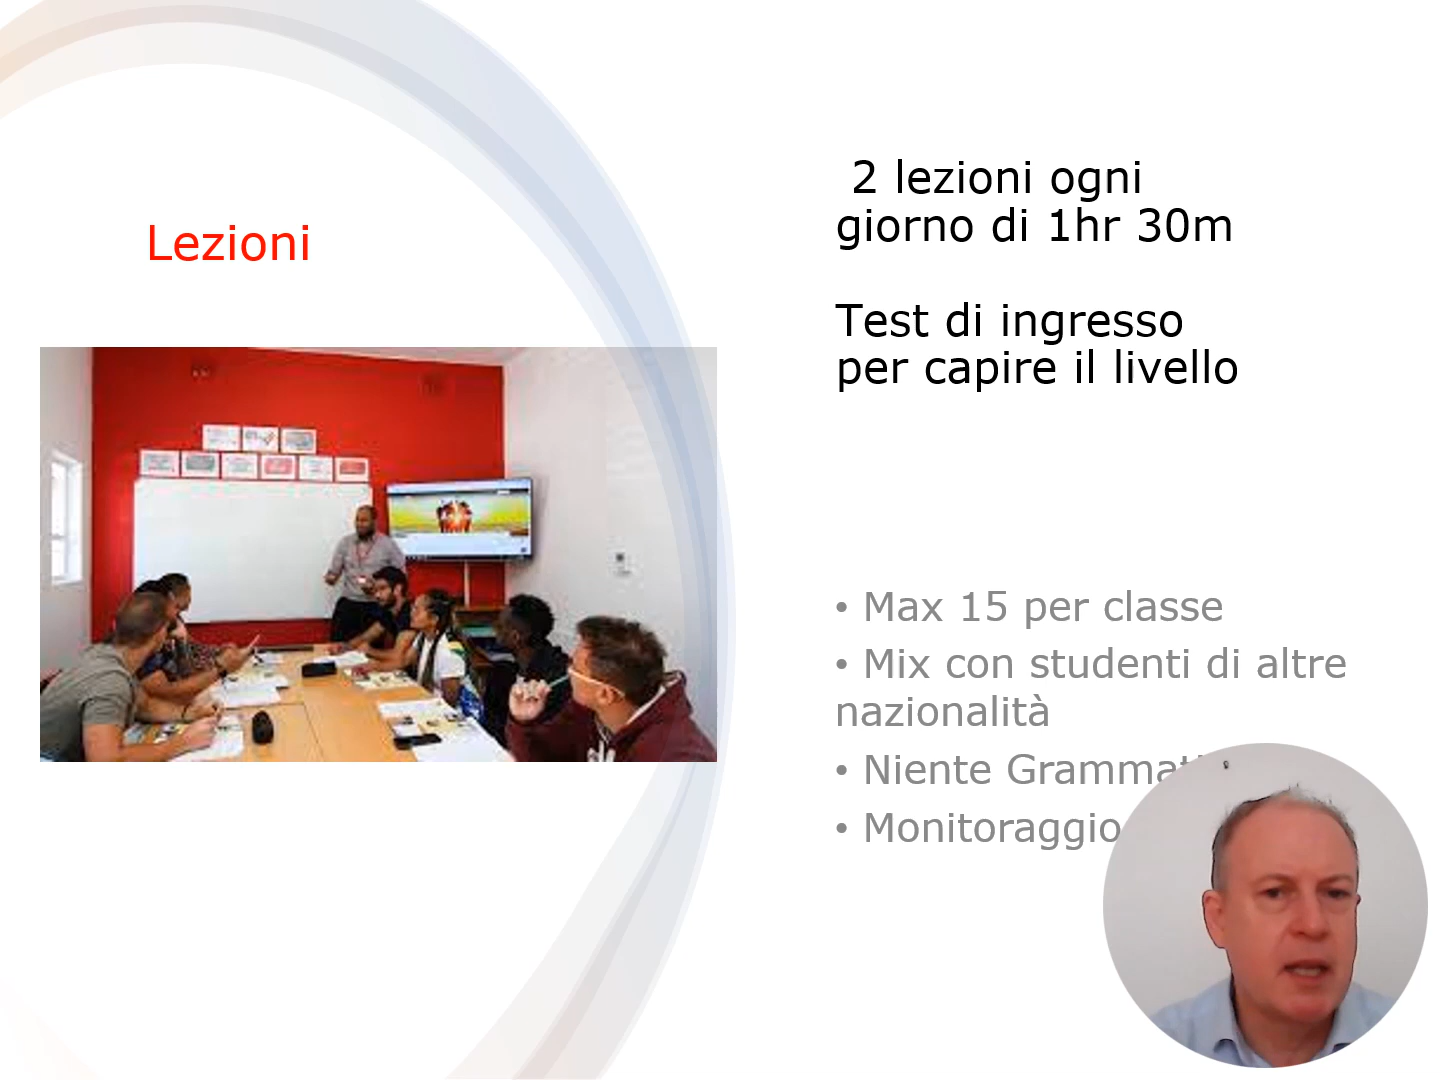 Lezioni
2 lezioni ogni
giorno di 1hr 30m
Test di ingresso
per capire il livello
• Max 15 per classe
• Mix con studenti di altre
nazionalità
• Niente
• Monitoraggio